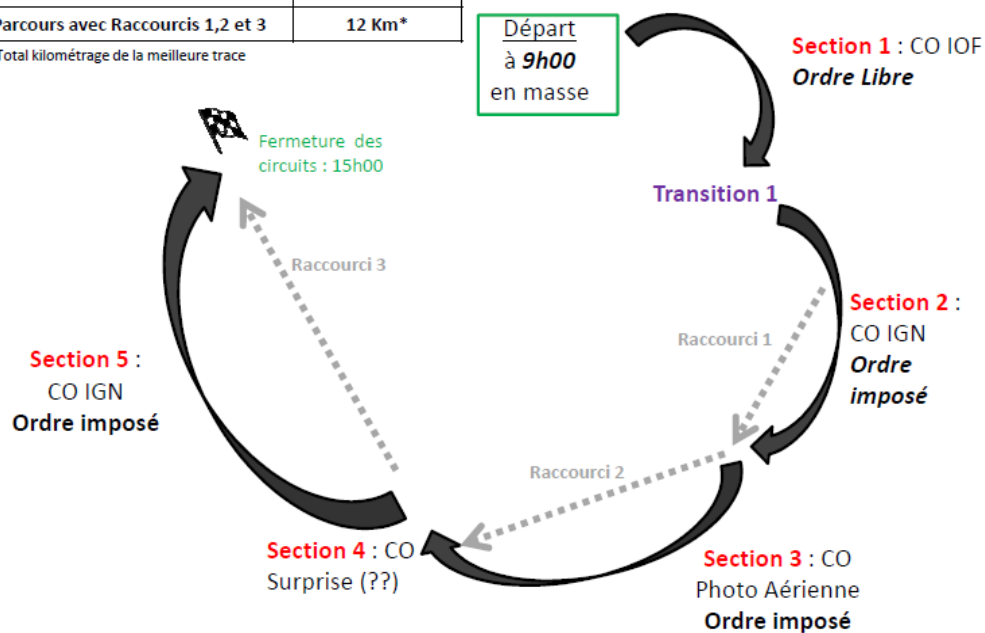 Parcours avec Raccourcis 1,2 et 3 12 Km*
Total kilométrage de la meilleure trace
Départ
à 9h00
en masse
Section 1 : CO IOF
Ordre Libre
Fermeture des
circuits : 15h00
Transition 1
Raccourci 3
Section 2 :
CO IGN
Ordre
imposé
Raccourci 1
Section 5 :
CO IGN
Ordre imposé
Raccourci 2
Section 4 : CO
Surprise (??)
Section 3 : CO
Photo Aérienne
Ordre imposé